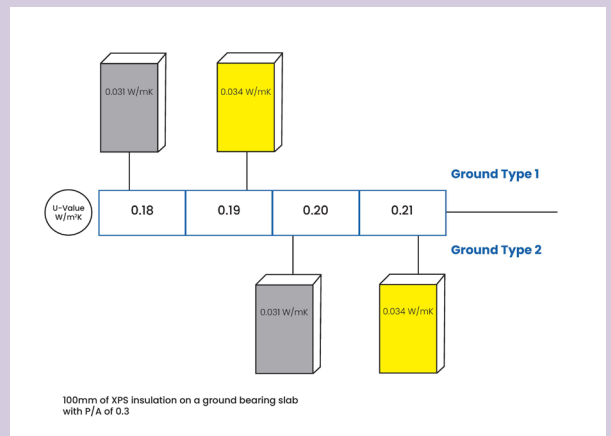 0.031 W/mK
0.034 W/mK
Ground Type 1
U-Value
W/m²K
0.18
0.19
0.20
0.21
Ground Type 2
0.031 W/mK
0.034 W/mK
100mm of XPS insulation on a ground bearing slab
with P/A of 0.3